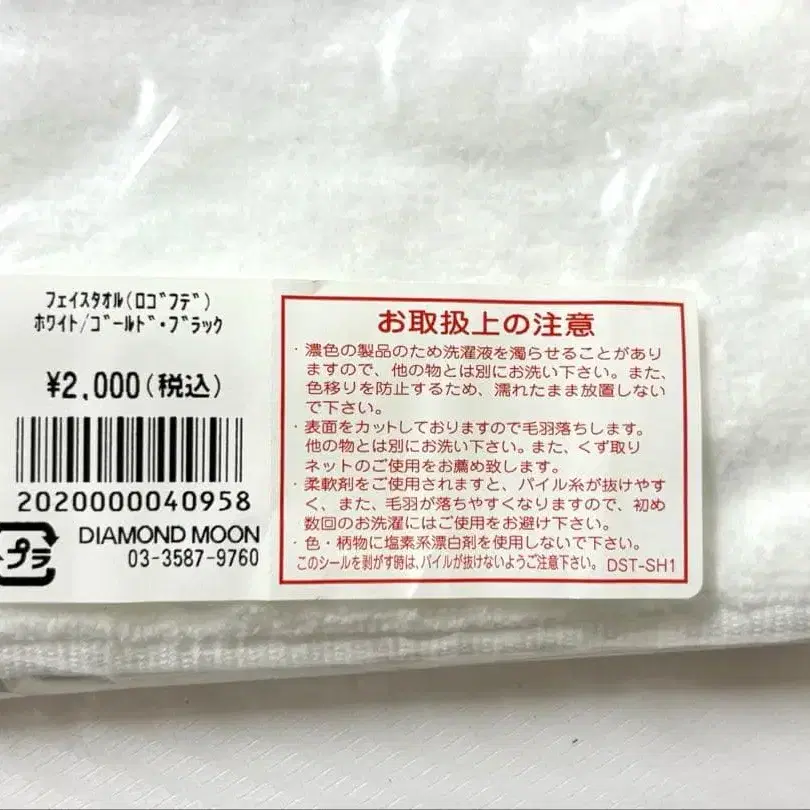 フェイスタオル(ロゴフデ)
ホワイト/ゴールド・ブラック
¥2,000(税込)
2020000040958
プラ
DIAMOND MOON
03-3587-9760
お取扱上の注意
・濃色の製品のため洗濯液を濁らせることがあり
ますので、他の物とは別にお洗い下さい。また、
色移りを防止するため、濡れたまま放置しない
で下さい。
・表面をカットしておりますので毛羽落ちします。
他の物とは別にお洗い下さい。また、くず取り
ネットのご使用をお薦め致します。
・柔軟剤をご使用されますと、パイル糸が抜けやす
く、また、毛羽が落ちやすくなりますので、初め
数回のお洗濯にはご使用をお避け下さい。
・色・柄物に塩素系漂白剤を使用しないで下さい。
このシールを剥がす時は、パイルが抜けないようご注意下さい。 DST-SH1